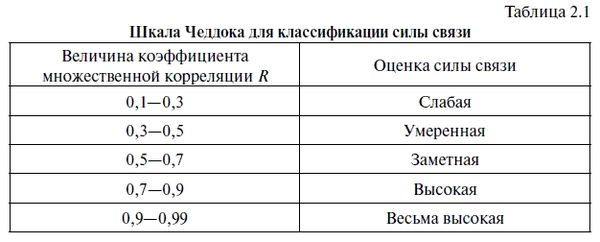 Таблица 2.1
Шкала Чеддока для классификации силы связи
Величина коэффициента
множественной корреляции R
Оценка силы связи
0,1—0,3
Слабая
0,3—0,5
Умеренная
0,5—0,7
Заметная
0,7—0,9
Высокая
0,9—0,99
Весьма высокая